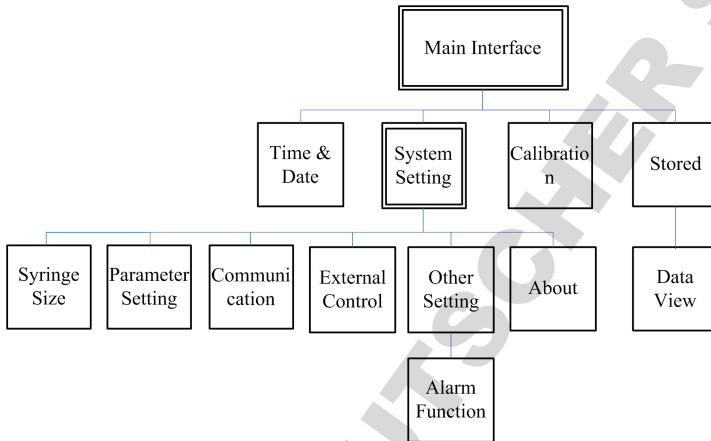 Main Interface
Time &
Date
System
Setting
Calibratio
n
Stored
Syringe
Size
Parameter
Setting
Communi
cation
External
Control
Other
Setting
About
Data
View
Alarm
Function